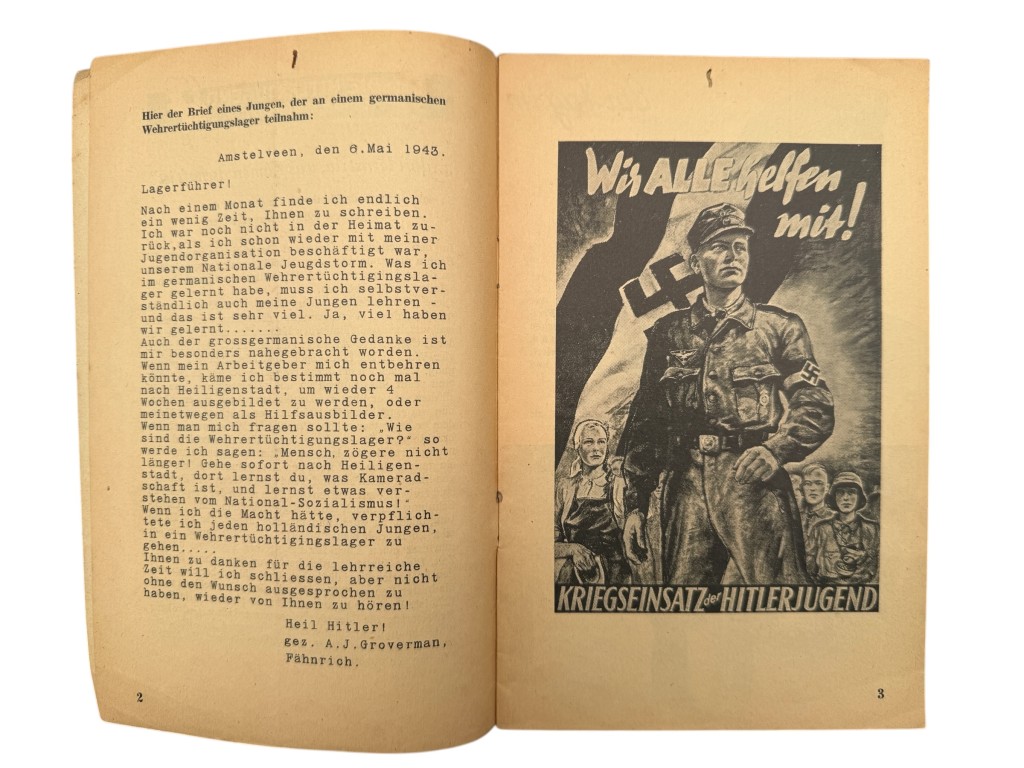 Hier der Brief eines Jungen, der an einem germanischen
Wehrertüchtigungslager teilnahm:
Amstelveen, den 6.Mai 1943.
Lagerführer!
Nach einem Monat finde ich endlich
ein wenig Zeit, Ihnen zu schreiben.
Ich war noch nicht in der Heimat zu-
rück,als ich schon wieder mit meiner
Jugendorganisation beschäftigt war,
unserem Nationale Jeugdstorm. Was ich
im germanischen Wehrertüchtigingsla-
ger gelernt habe, muss ich selbstver-
ständlich auch meine Jungen lehren -
und das ist sehr viel. Ja, viel haben
wir gelernt.......
Auch der grossgermanische Gedanke ist
mir besonders nahegebracht worden.
Wenn mein Arbeitgeber mich entbehren
könnte, käme ich bestimmt noch mal
nach Heiligenstadt, um wieder 4
Wochen ausgebildet zu werden, oder
meinetwegen als Hilfsausbilder.
Wenn man mich fragen sollte: „Wie
sind die Wehrertüchtigungslager?" so
werde ich sagen: „Mensch, zögere nicht
länger! Gehe sofort nach Heiligen-
stadt, dort lernst du, was Kamerad-
schaft ist, und lernst etwas ver-
stehen vom National-Sozialismus!"
Wenn ich die Macht hätte, verpflich-
tete ich jeden holländischen Jungen,
in ein Wehrertüchtigingslager zu
gehen.....
Ihnen zu danken für die lehrreiche
Zeit will ich schliessen, aber nicht
ohne den Wunsch ausgesprochen zu
haben, wieder von Ihnen zu hören!
Heil Hitler!
gez. A.J.Groverman,
Fähnrich.
2
Wir ALLE helfen
mit!
KRIEGSEINSATZ der HITLERJUGEND
3